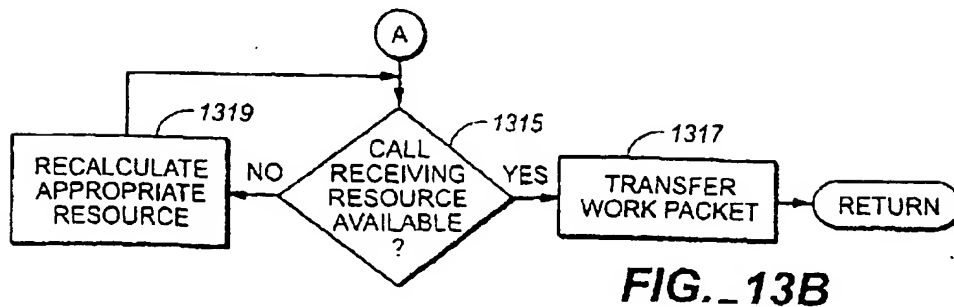 A
1319
RECALCULATE
APPROPRIATE
RESOURCE
NO
1315
CALL
RECEIVING
RESOURCE
AVAILABLE
?
YES
1317
TRANSFER
WORK PACKET
RETURN
FIG._13B